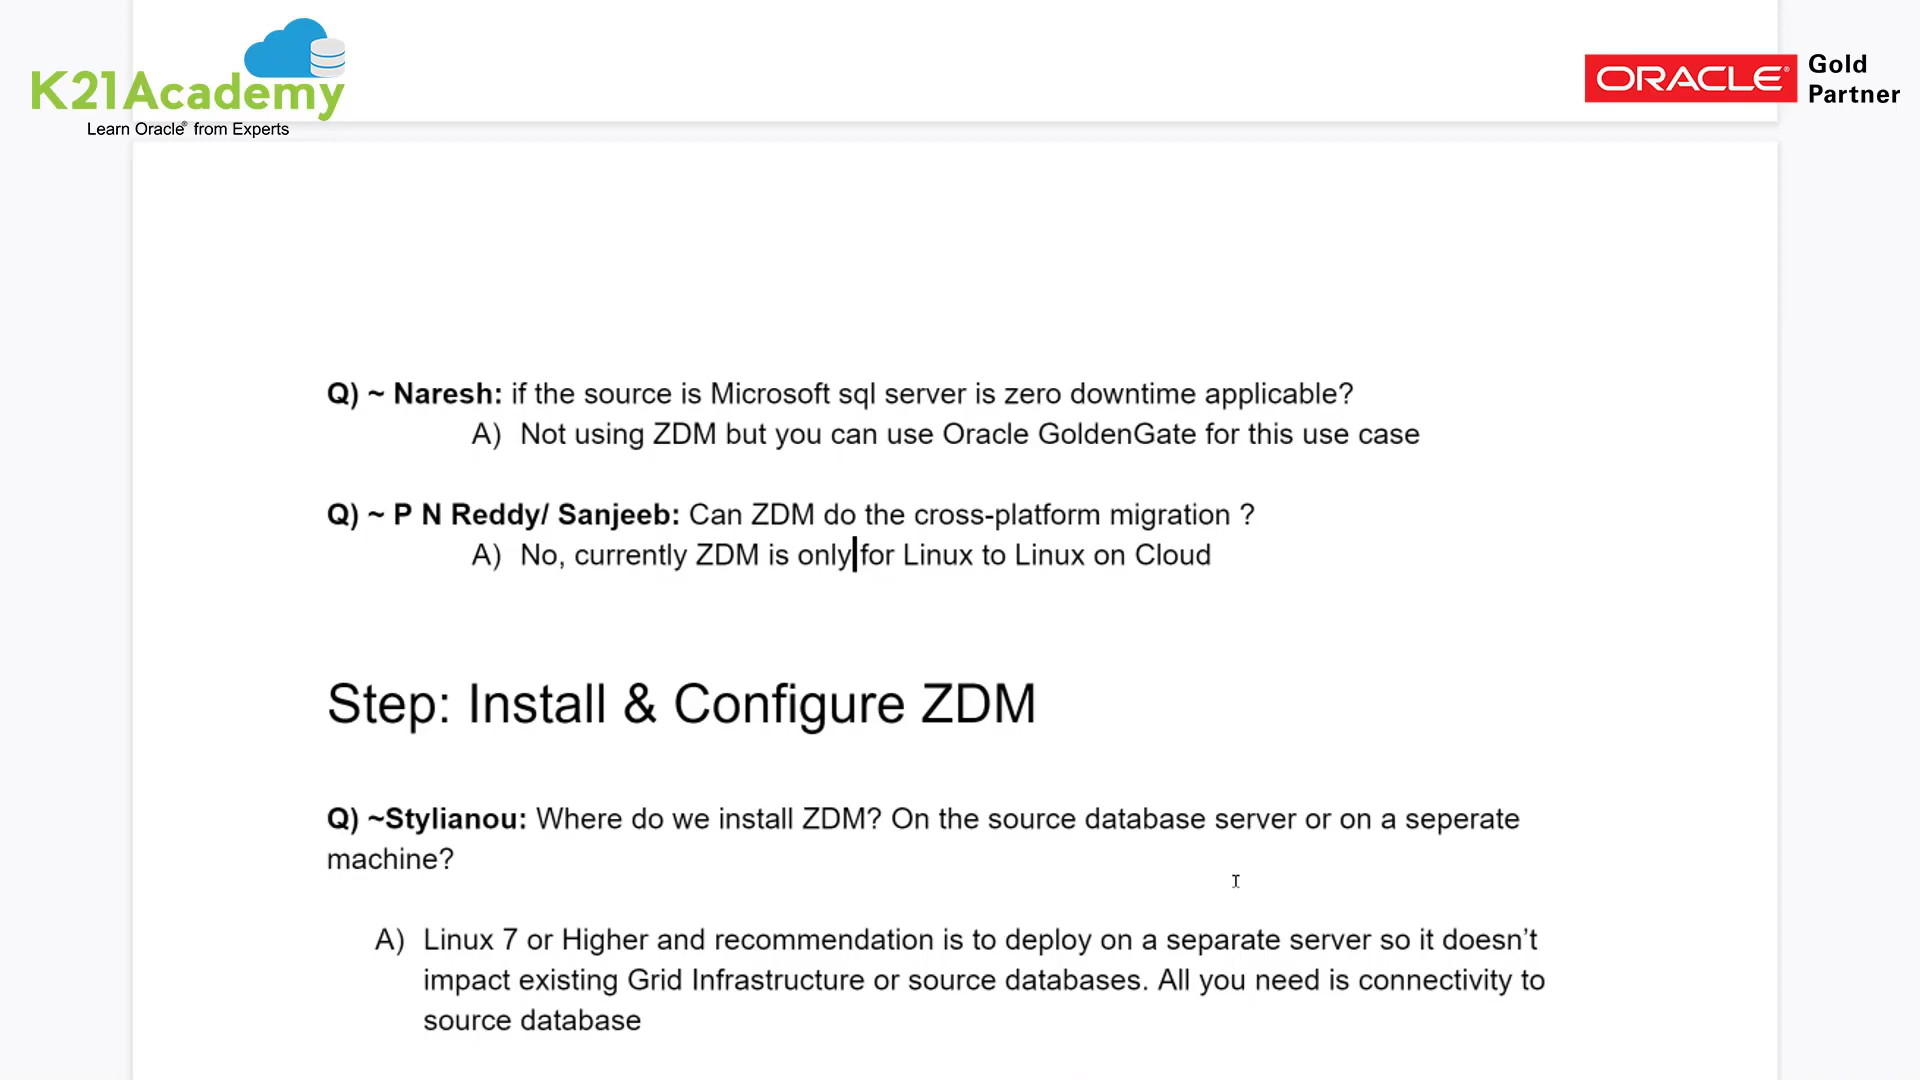 K21Academy
Learn Oracle® from Experts
ORACLE®
Gold
Partner
Q) ~ Naresh: if the source is Microsoft sql server is zero downtime applicable?
A) Not using ZDM but you can use Oracle GoldenGate for this use case
Q) ~ P N Reddy/ Sanjeeb: Can ZDM do the cross-platform migration ?
A) No, currently ZDM is only for Linux to Linux on Cloud
Step: Install & Configure ZDM
Q) ~Stylianou: Where do we install ZDM? On the source database server or on a seperate
machine?
A) Linux 7 or Higher and recommendation is to deploy on a separate server so it doesn’t
impact existing Grid Infrastructure or source databases. All you need is connectivity to
source database